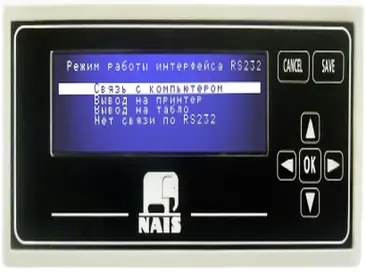 Режим работы интерфейса RS232
Связь с компьютером
Вывод на принтер
Вывод на табло
Нет связи по RS232
CANCEL
SAVE
OK
NAIS